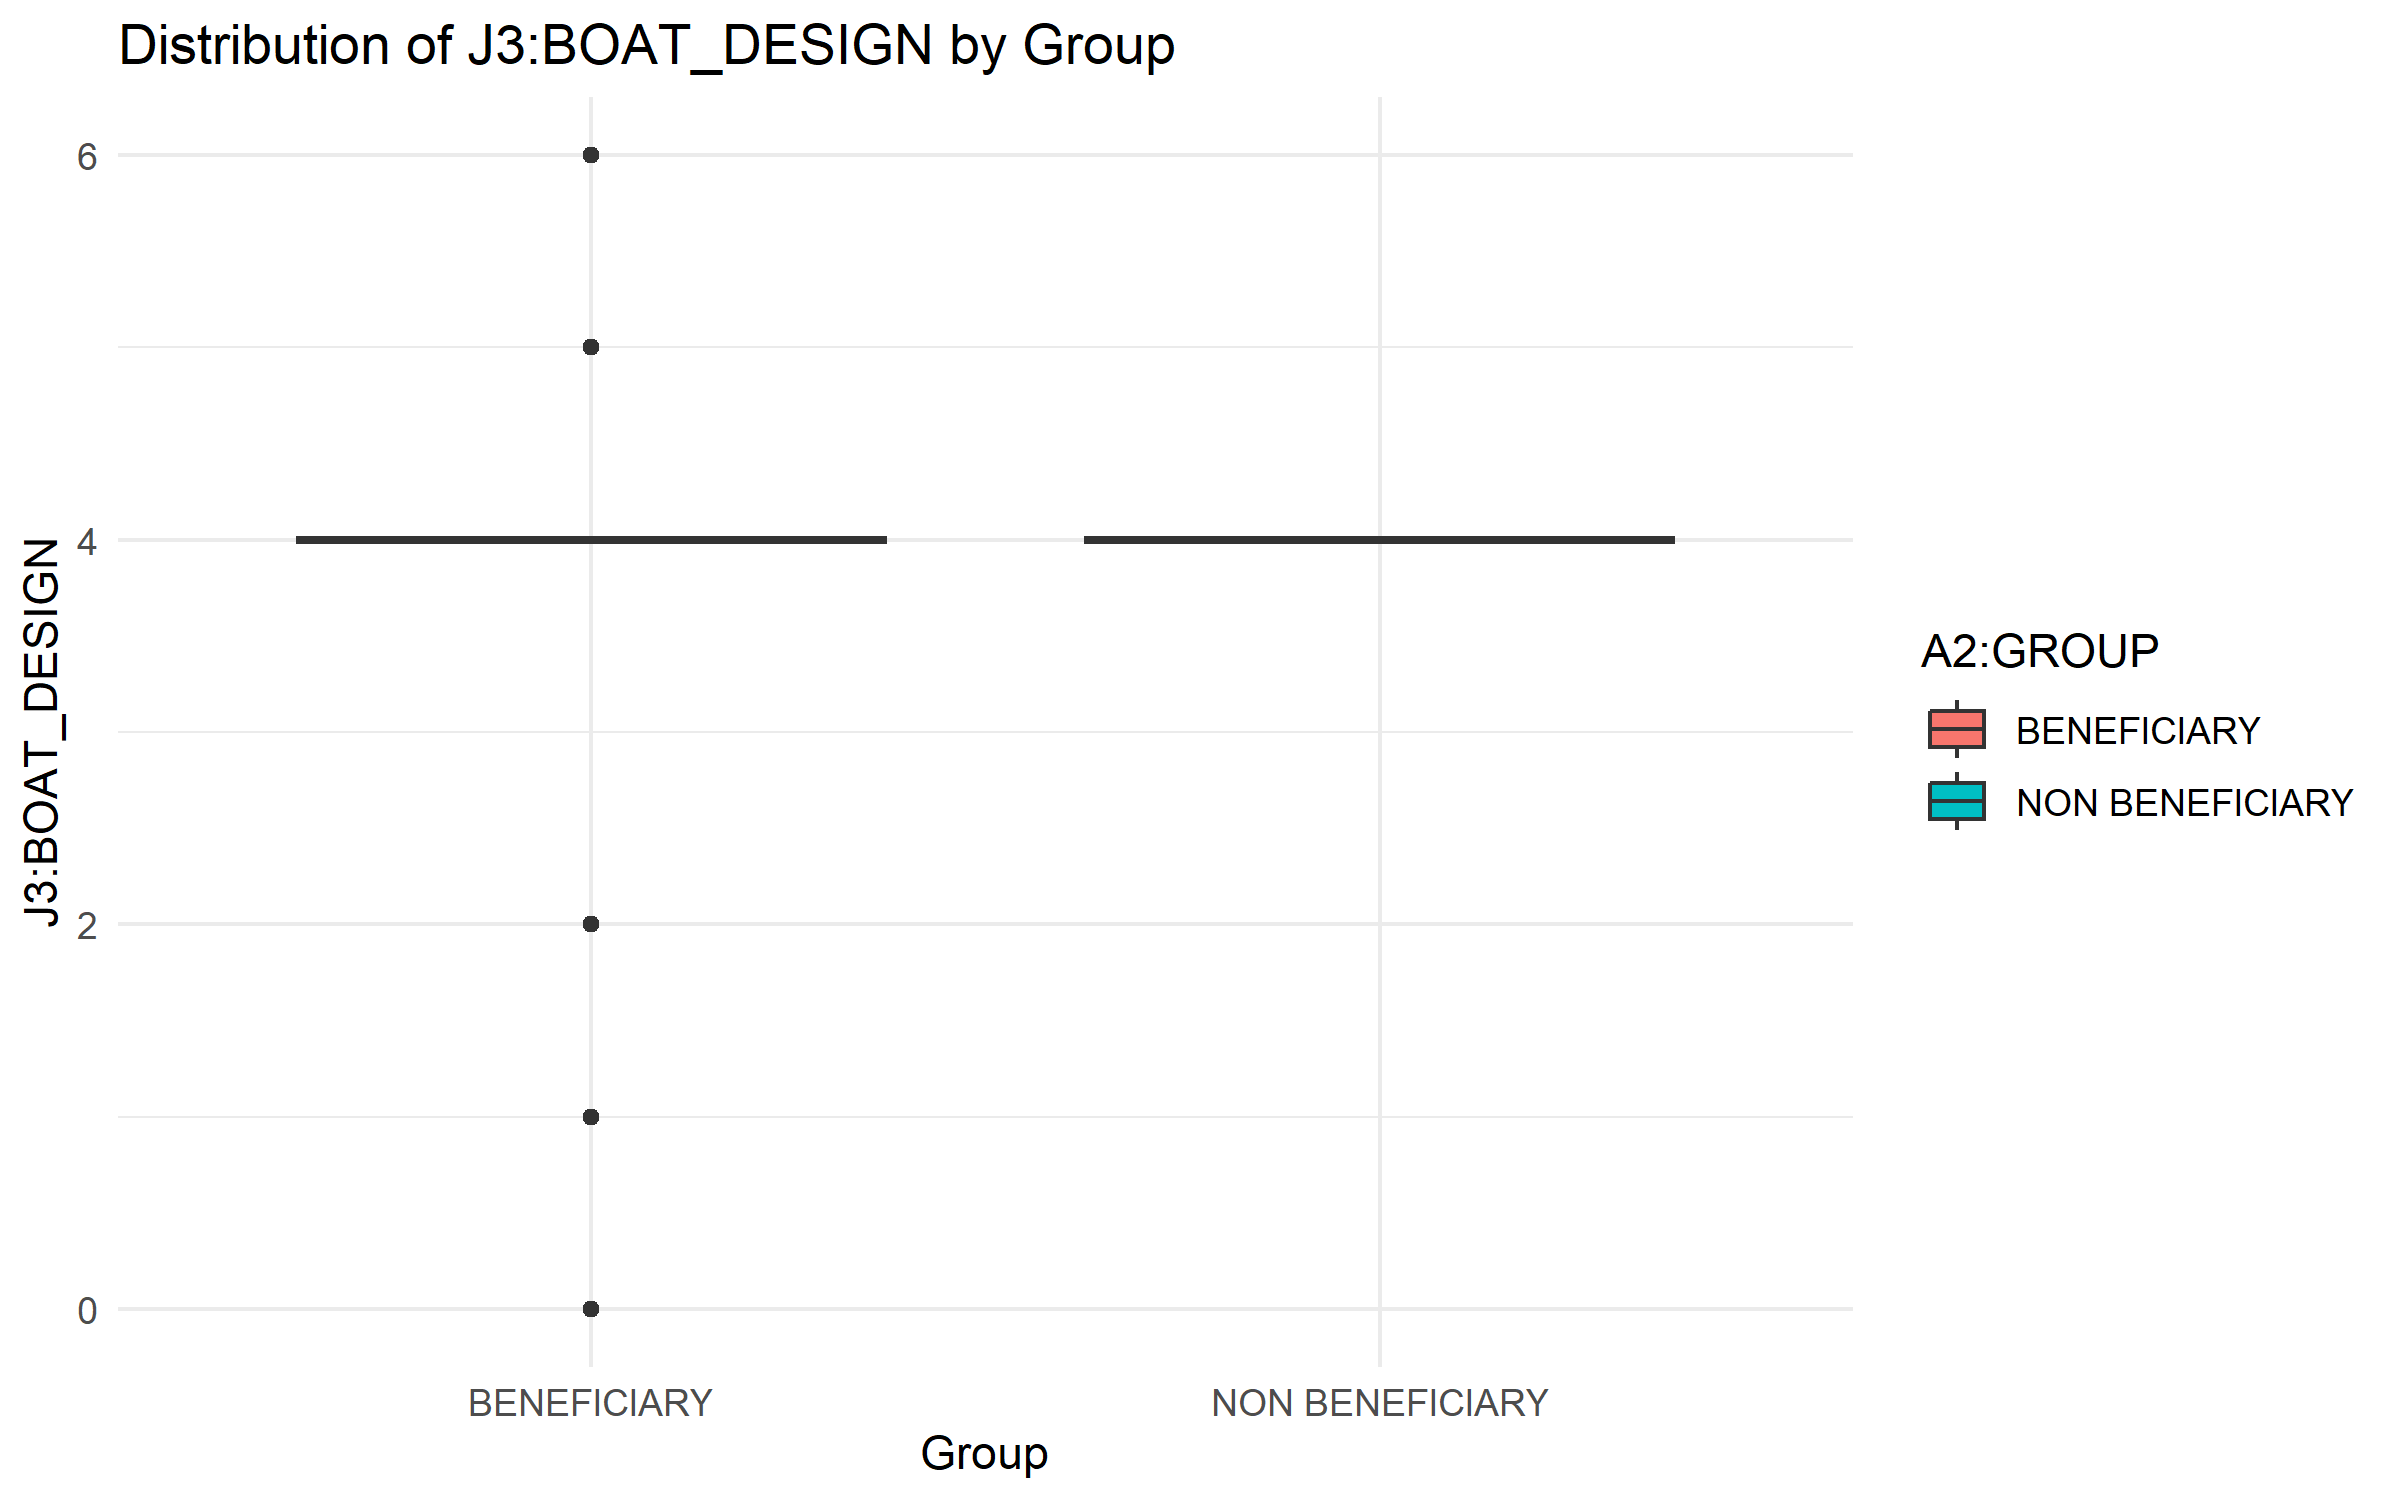 Distribution of J3:BOAT_DESIGN by Group
J3:BOAT_DESIGN
6
4
2
0
BENEFICIARY
NON BENEFICIARY
Group
A2:GROUP
BENEFICIARY
NON BENEFICIARY